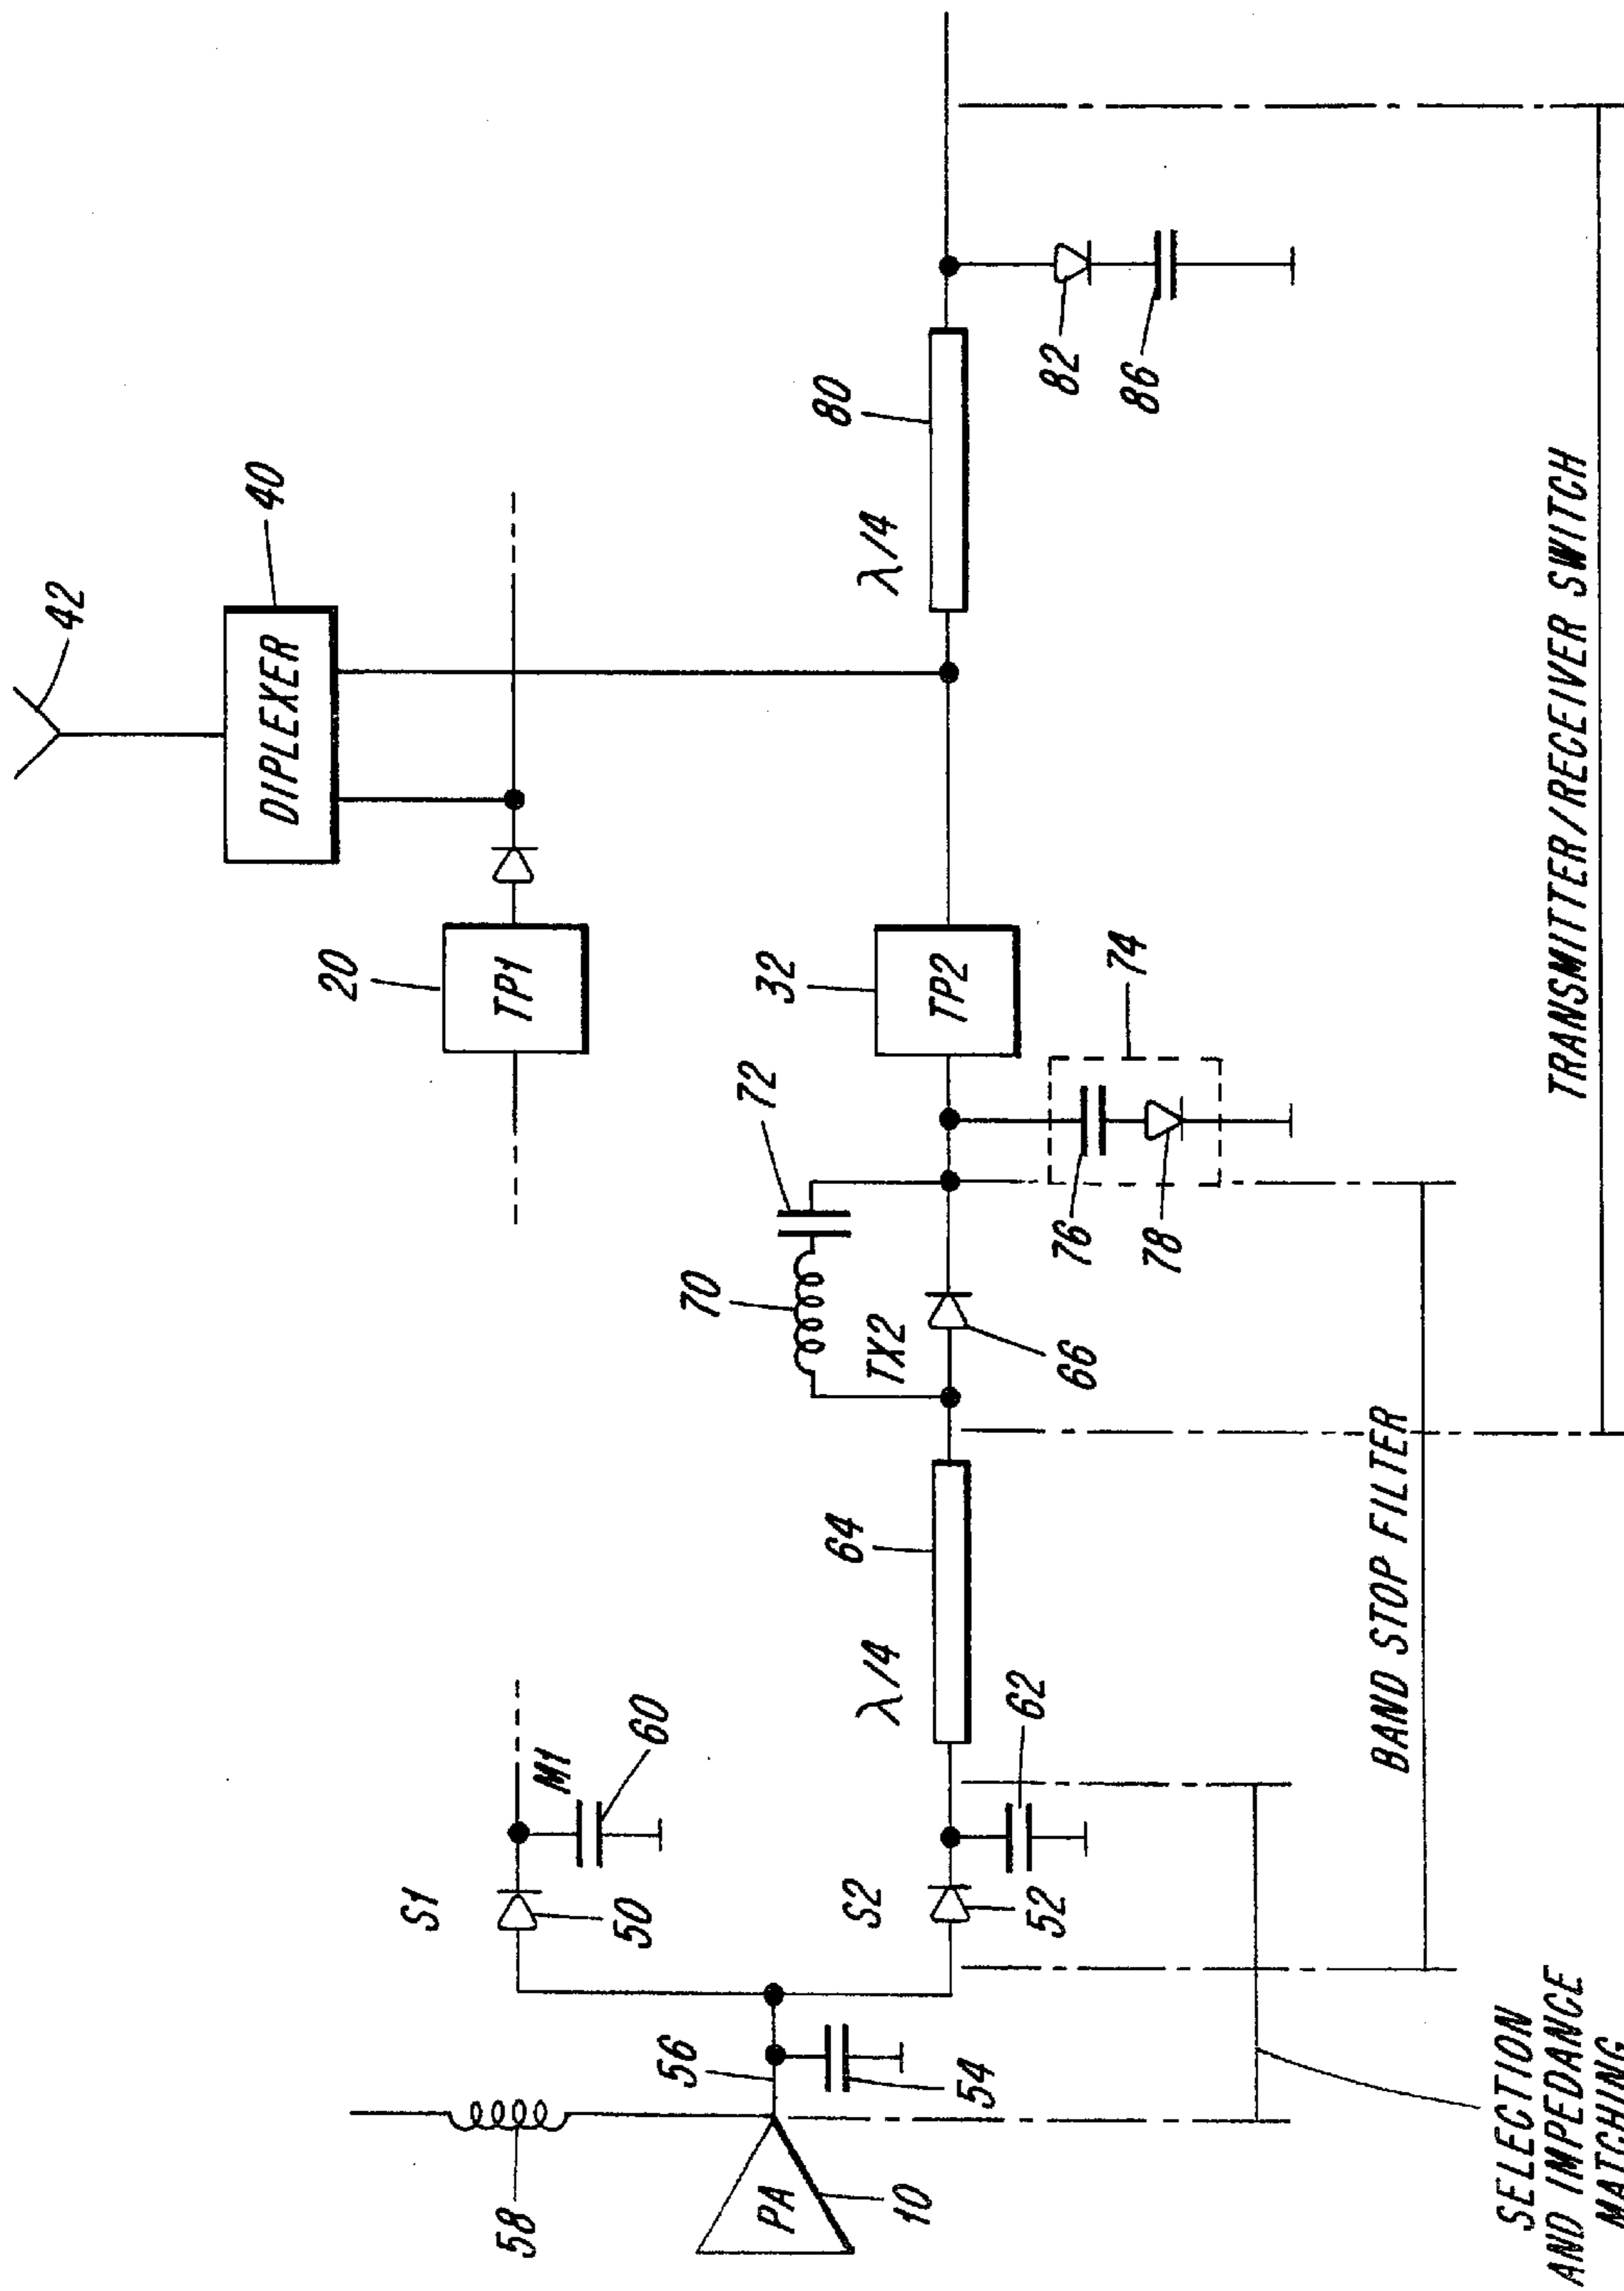 42
40
DIPLEXER
20
TP1
80
λ/4
82
86
32
TP2
72
74
70
TX2
76
78
66
64
λ/4
S1
M1
60
50
S2
62
52
58
56
54
PA
10
BAND STOP FILTER
TRANSMITTER/RECEIVER SWITCH
SELECTION
AND IMPEDANCE
MATCHING